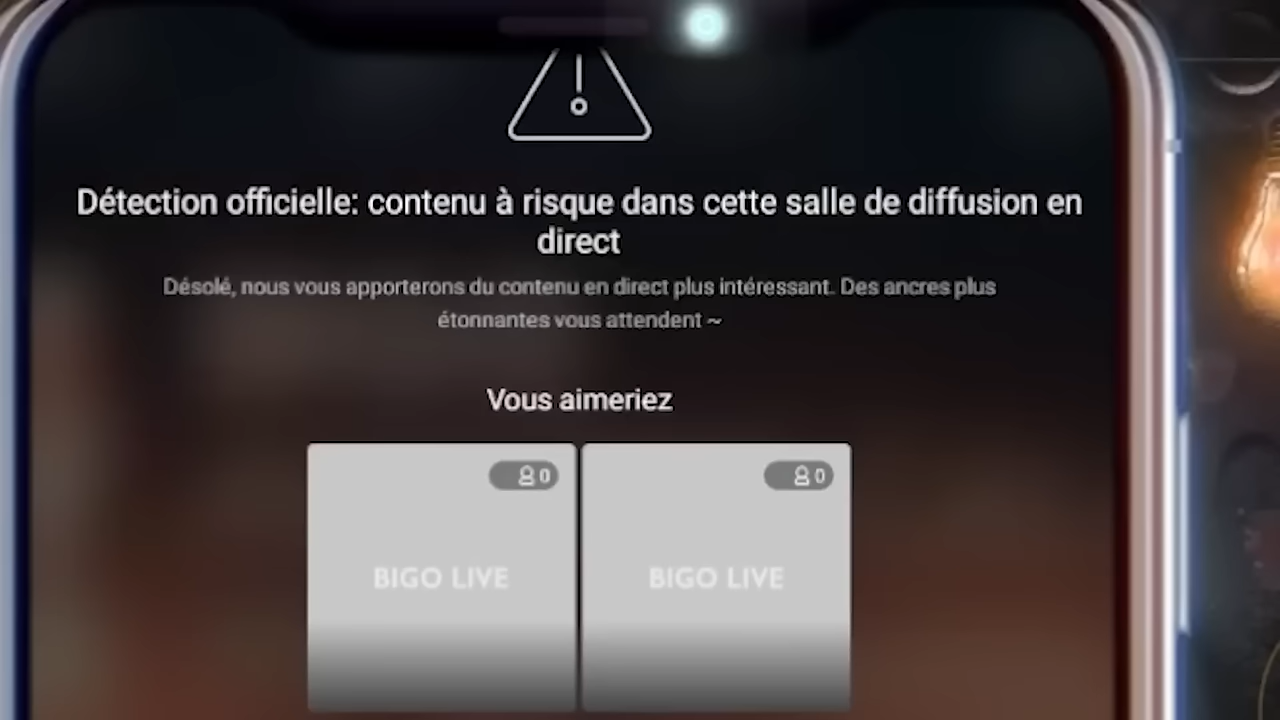 Détection officielle: contenu à risque dans cette salle de diffusion en
direct
Désolé, nous vous apporterons du contenu en direct plus intéressant. Des ancres plus
étonnantes vous attendent ~
Vous aimeriez
0 0
BIGO LIVE BIGO LIVE